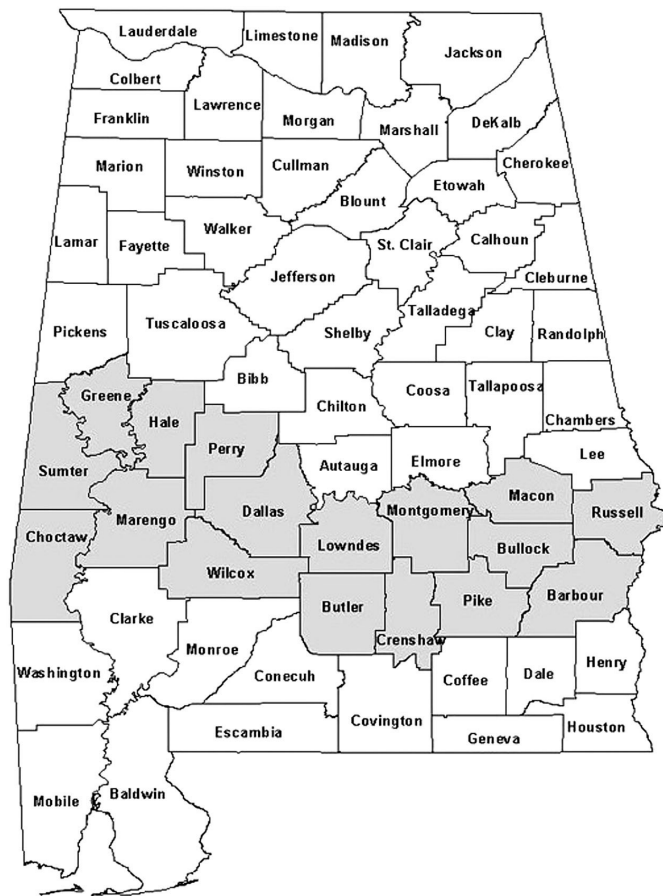 Lauderdale
Limestone
Madison
Jackson
Colbert
Lawrence
Franklin
Morgan
Marshall
DeKalb
Cherokee
Marion
Winston
Cullman
Etowah
Blount
Lamar
Fayette
Walker
St. Clair
Calhoun
Jefferson
Cleburne
Pickens
Tuscaloosa
Talladega
Shelby
Clay
Randolph
Bibb
Greene
Coosa
Tallapoosa
Chilton
Hale
Chambers
Perry
Sumter
Autauga
Elmore
Lee
Macon
Marengo
Dallas
Montgomery
Russell
Choctaw
Lowndes
Bullock
Wilcox
Clarke
Butler
Pike
Barbour
Crenshaw
Monroe
Washington
Conecuh
Coffee
Dale
Henry
Escambia
Covington
Geneva
Houston
Mobile
Baldwin